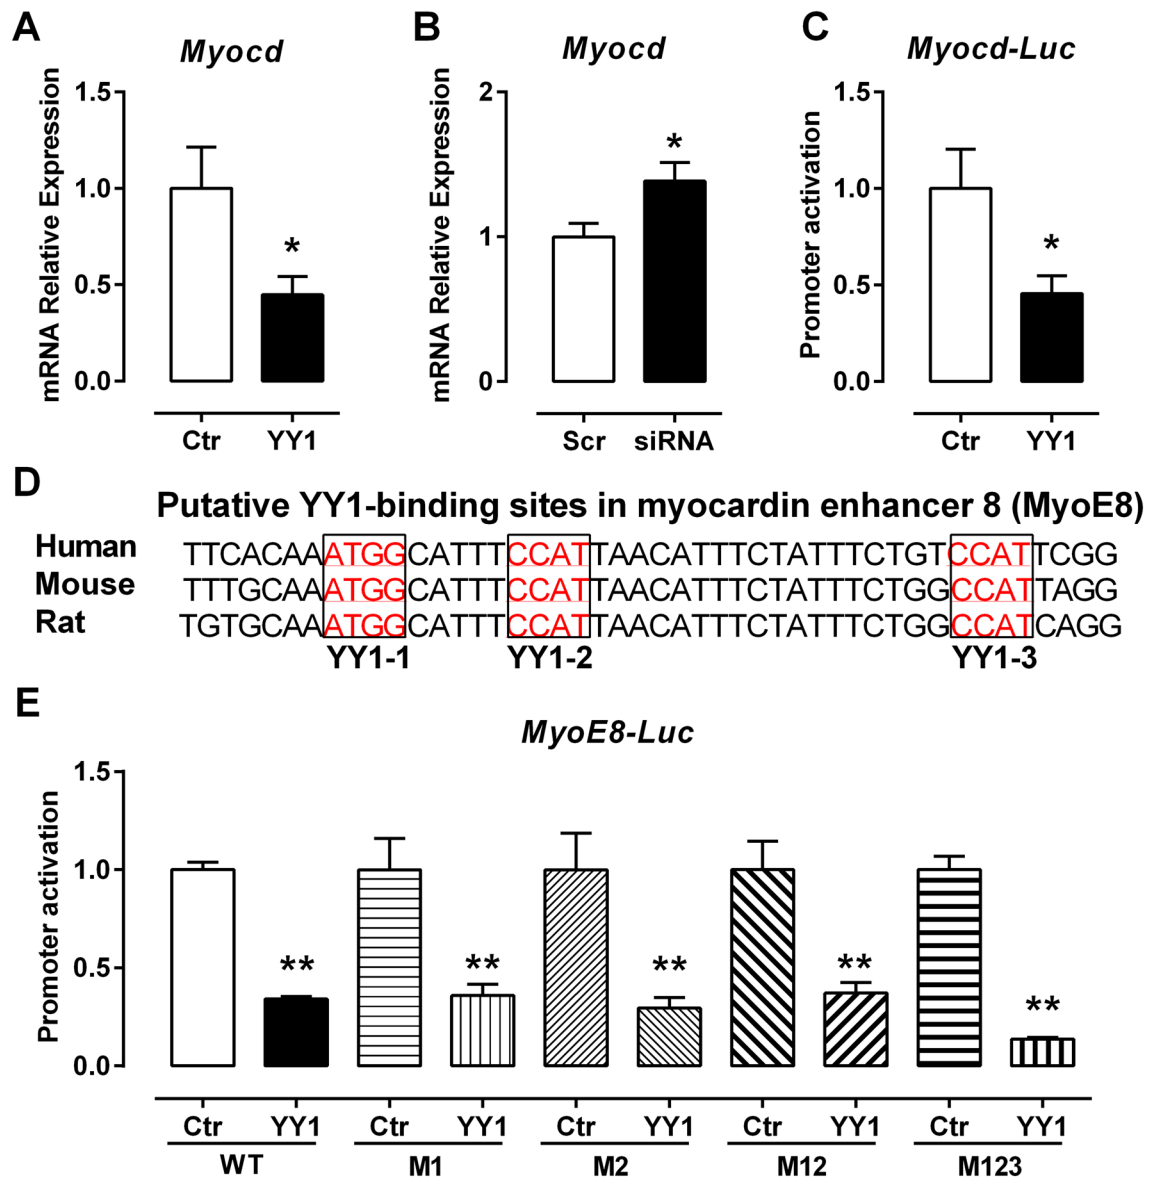 A
Myocd
mRNA Relative Expression
1.5
1.0
0.5
0.0
*
Ctr YY1
B
Myocd
mRNA Relative Expression
2
1
0
*
Scr siRNA
C
Myocd-Luc
Promoter activation
1.5
1.0
0.5
0.0
*
Ctr YY1
D
Putative YY1-binding sites in myocardin enhancer 8 (MyoE8)
Human TTCACAAATGGCATTTCCATTAACATTTCTATTTCTGTCCATTCGG
Mouse TTTGCAAATGGCATTTCCATTAACATTTCTATTTCTGGCCATTAGG
Rat TGTGCAAATGGCATTTCCATTAACATTTCTATTTCTGGCCATCAGG
YY1-1 YY1-2 YY1-3
E
MyoE8-Luc
Promoter activation
1.5
1.0
0.5
0.0
** ** ** ** **
Ctr YY1 Ctr YY1 Ctr YY1 Ctr YY1 Ctr YY1
WT M1 M2 M12 M123